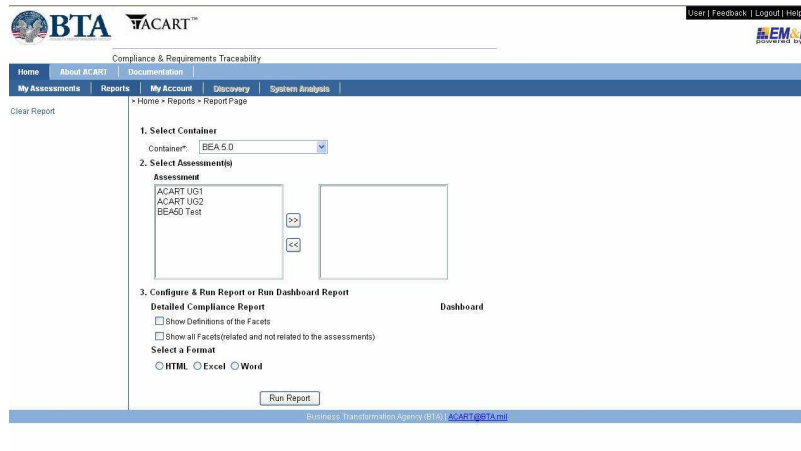 User | Feedback | Logout | Help
BTA TACART™
EM&
powered by
Compliance & Requirements Traceability
Home About ACART Documentation
My Assessments Reports My Account Discovery System Analysis
Clear Report
> Home > Reports > Report Page
1. Select Container
Container*: BEA 5.0
2. Select Assessment(s)
Assessment
ACART UG1
ACART UG2
BEA50 Test
>>
<<
3. Configure & Run Report or Run Dashboard Report
Detailed Compliance Report Dashboard
Show Definitions of the Facets
Show all Facets(related and not related to the assessments)
Select a Format
HTML Excel Word
Run Report
Business Transformation Agency (BTA) | ACART@BTA.mil